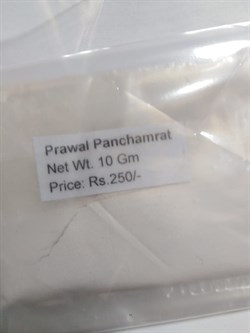 Prawal Panchamrat
Net Wt. 10 Gm
Price: Rs.250/-